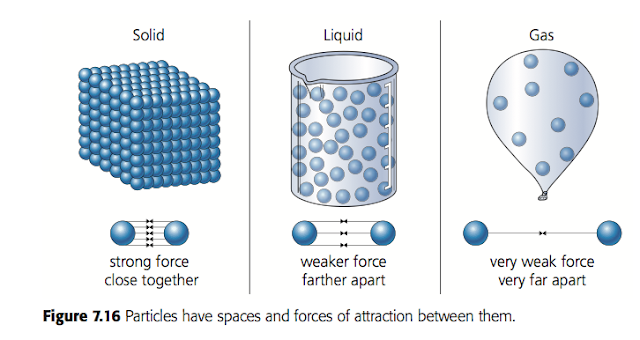 Solid
Liquid
Gas
strong force
close together
weaker force
farther apart
very weak force
very far apart
Figure 7.16 Particles have spaces and forces of attraction between them.